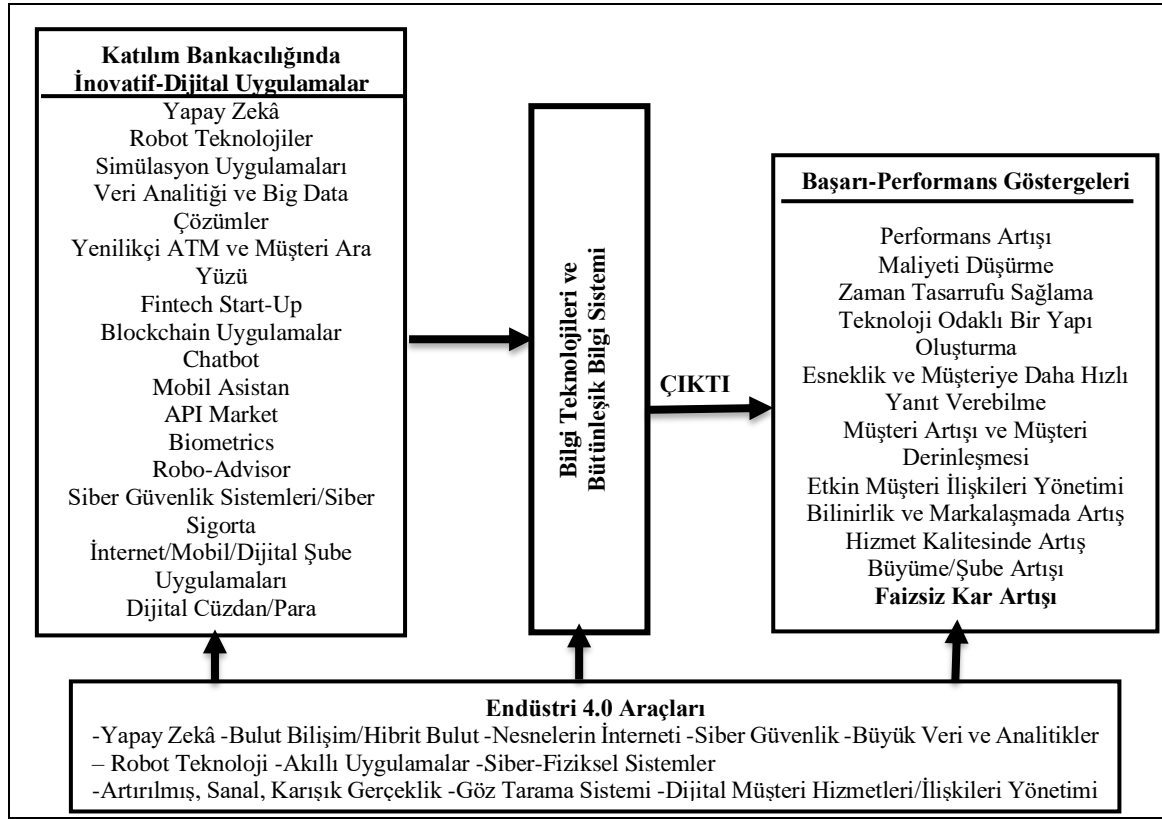 Katılım Bankacılığında
İnovatif-Dijital Uygulamalar
Yapay Zekâ
Robot Teknolojiler
Simülasyon Uygulamaları
Veri Analitiği ve Big Data
Çözümler
Yenilikçi ATM ve Müşteri Ara
Yüzü
Fintech Start-Up
Blockchain Uygulamalar
Chatbot
Mobil Asistan
API Market
Biometrics
Robo-Advisor
Siber Güvenlik Sistemleri/Siber
Sigorta
İnternet/Mobil/Dijital Şube
Uygulamaları
Dijital Cüzdan/Para
Bilgi Teknolojileri ve
Bütünleşik Bilgi Sistemi
ÇIKTI
Başarı-Performans Göstergeleri
Performans Artışı
Maliyeti Düşürme
Zaman Tasarrufu Sağlama
Teknoloji Odaklı Bir Yapı
Oluşturma
Esneklik ve Müşteriye Daha Hızlı
Yanıt Verebilme
Müşteri Artışı ve Müşteri
Derinleşmesi
Etkin Müşteri İlişkileri Yönetimi
Bilinirlik ve Markalaşmada Artış
Hizmet Kalitesinde Artış
Büyüme/Şube Artışı
Faizsiz Kar Artışı
Endüstri 4.0 Araçları
-Yapay Zekâ -Bulut Bilişim/Hibrit Bulut -Nesnelerin İnterneti -Siber Güvenlik -Büyük Veri ve Analitikler
– Robot Teknoloji -Akıllı Uygulamalar -Siber-Fiziksel Sistemler
-Artırılmış, Sanal, Karışık Gerçeklik -Göz Tarama Sistemi -Dijital Müşteri Hizmetleri/İlişkileri Yönetimi